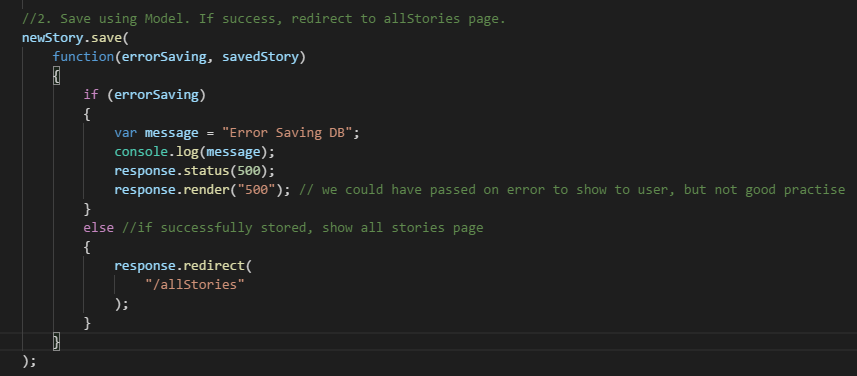 //2. Save using Model. If success, redirect to allStories page.
newStory.save(
    function(errorSaving, savedStory)
    {
        if (errorSaving)
        {
            var message = "Error Saving DB";
            console.log(message);
            response.status(500);
            response.render("500"); // we could have passed on error to show to user, but not good practise
        }
        else //if successfully stored, show all stories page
        {
            response.redirect(
                "/allStories"
            );
        }
    }
);